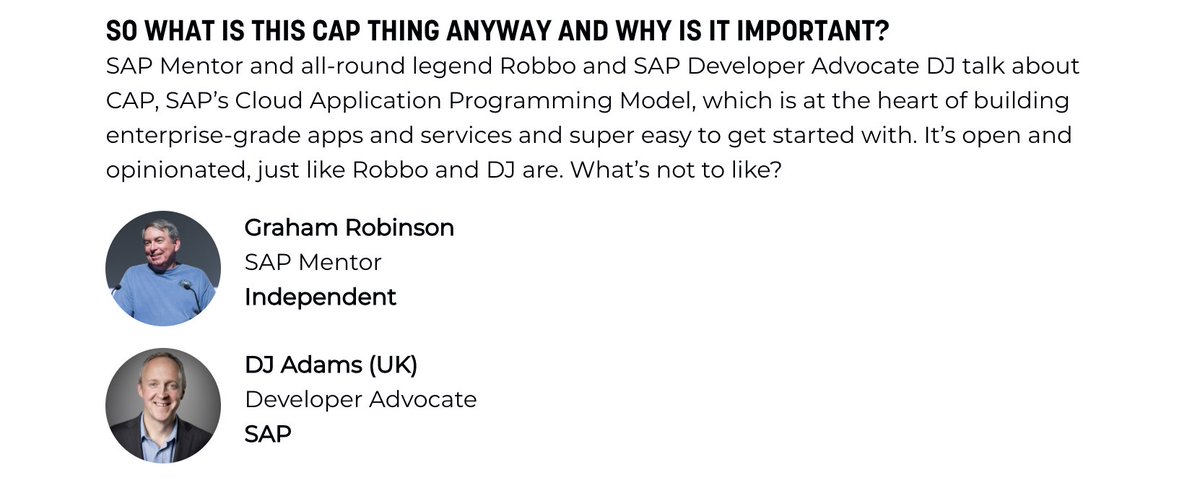 SO WHAT IS THIS CAP THING ANYWAY AND WHY IS IT IMPORTANT?
SAP Mentor and all-round legend Robbo and SAP Developer Advocate DJ talk about
CAP, SAP’s Cloud Application Programming Model, which is at the heart of building
enterprise-grade apps and services and super easy to get started with. It’s open and
opinionated, just like Robbo and DJ are. What’s not to like?
Graham Robinson
SAP Mentor
Independent
DJ Adams (UK)
Developer Advocate
SAP